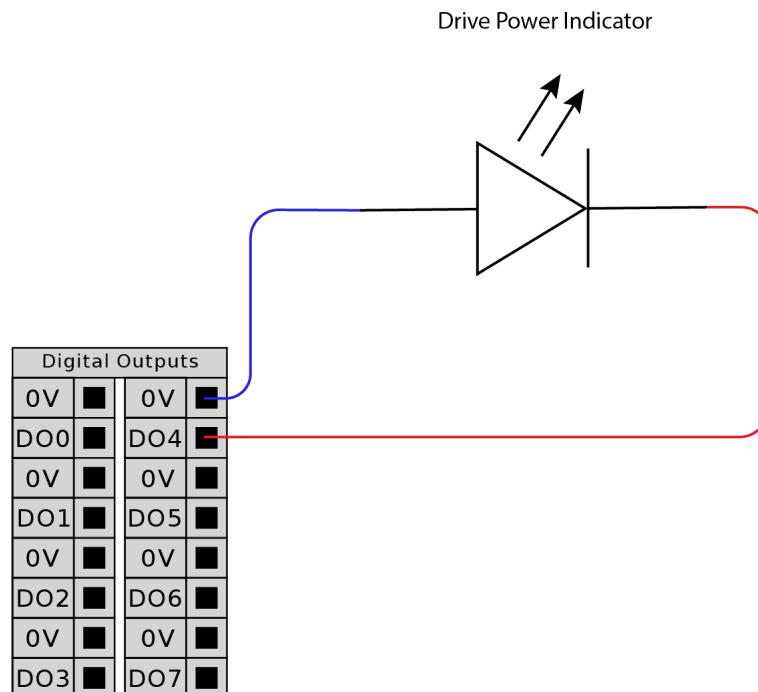 Drive Power Indicator
Digital Outputs
0V 0V
DO0 DO4
0V 0V
DO1 DO5
0V 0V
DO2 DO6
0V 0V
DO3 DO7